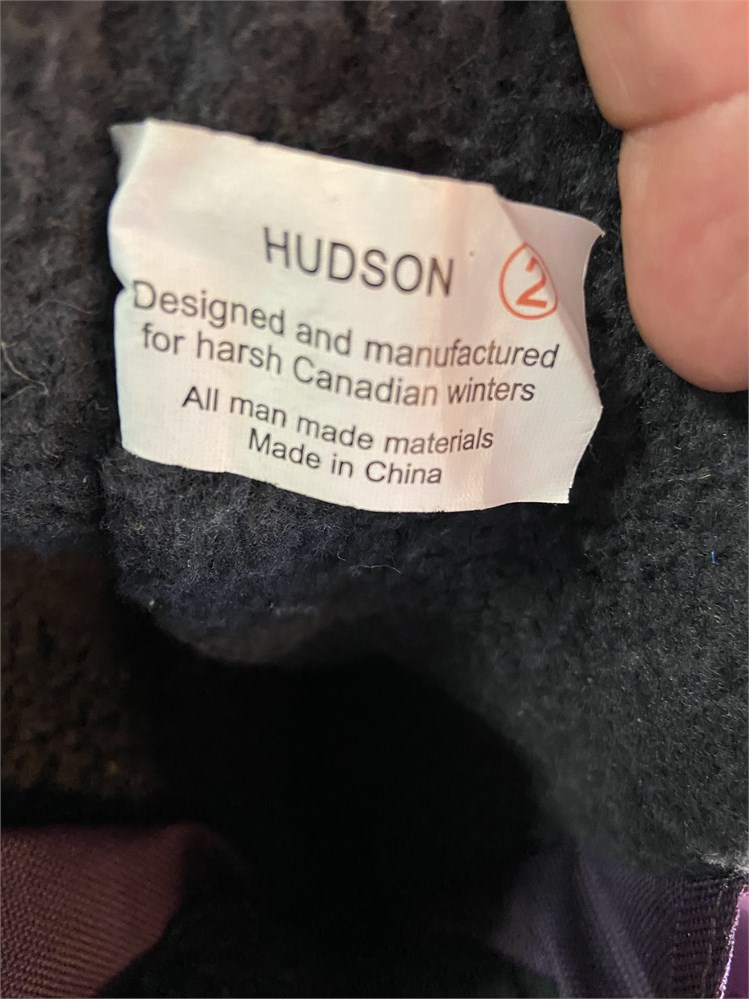 HUDSON 2
Designed and manufactured
for harsh Canadian winters
All man made materials
Made in China